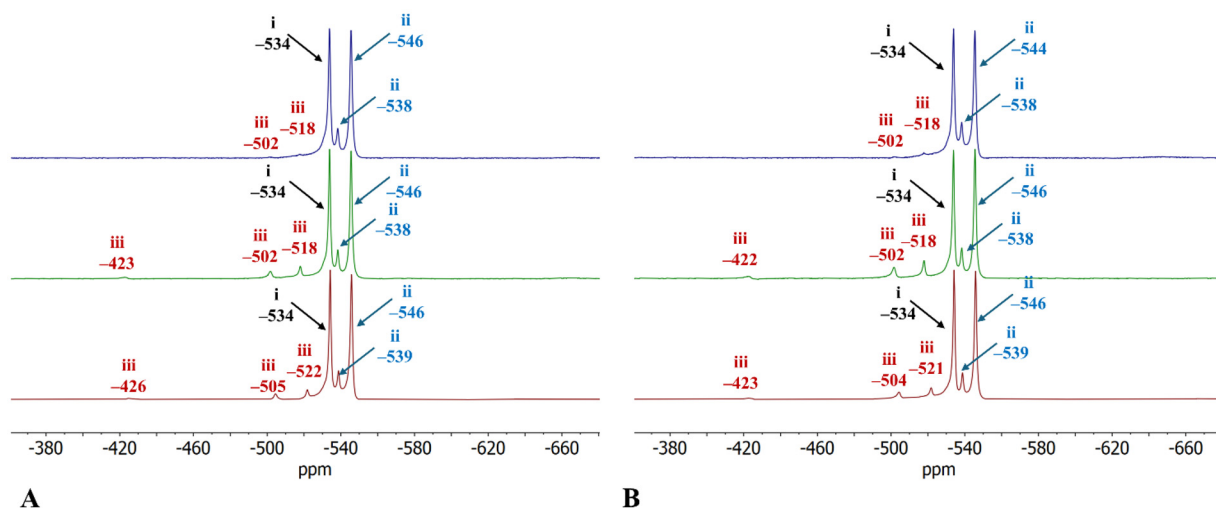 i
–534
ii
–546
ii
–538
iii
–518
iii
–502
i
–534
ii
–546
ii
–538
iii
–518
iii
–502
iii
–423
i
–534
ii
–546
ii
–539
iii
–522
iii
–505
iii
–426
-380 -420 -460 -500 -540 -580 -620 -660
ppm
A
i
–534
ii
–544
ii
–538
iii
–518
iii
–502
i
–534
ii
–546
ii
–538
iii
–518
iii
–502
iii
–422
i
–534
ii
–546
ii
–539
iii
–521
iii
–504
iii
–423
-380 -420 -460 -500 -540 -580 -620 -660
ppm
B